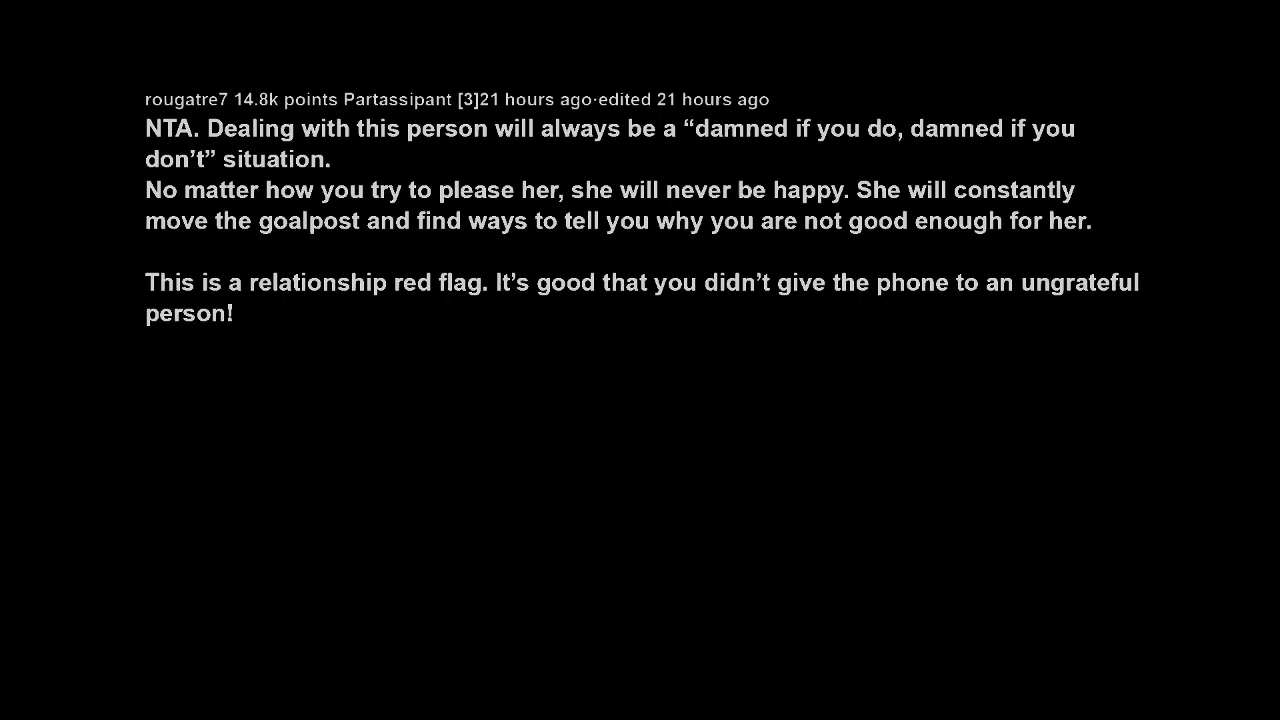 rougatre7 14.8k points Partassipant [3]21 hours ago·edited 21 hours ago
NTA. Dealing with this person will always be a “damned if you do, damned if you
don’t” situation.
No matter how you try to please her, she will never be happy. She will constantly
move the goalpost and find ways to tell you why you are not good enough for her.
This is a relationship red flag. It’s good that you didn’t give the phone to an ungrateful
person!